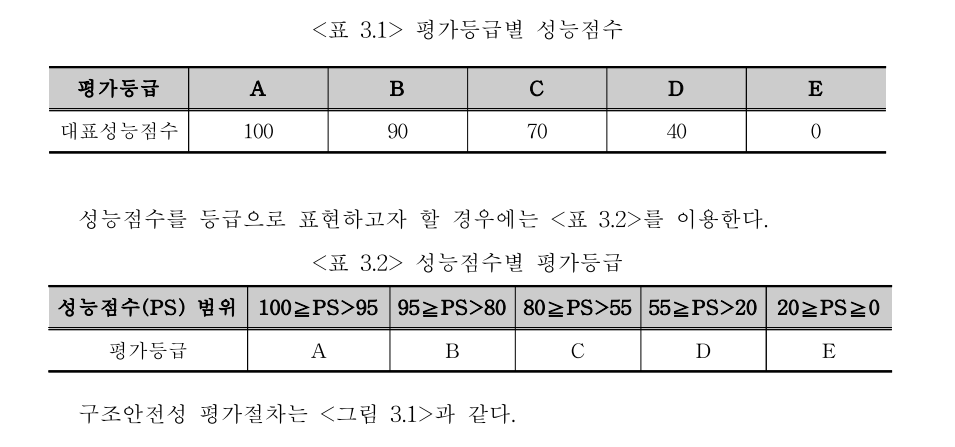 <표 3.1> 평가등급별 성능점수
평가등급 A B C D E
대표성능점수 100 90 70 40 0
성능점수를 등급으로 표현하고자 할 경우에는 <표 3.2>를 이용한다.
<표 3.2> 성능점수별 평가등급
성능점수(PS) 범위 100≧PS>95 95≧PS>80 80≧PS>55 55≧PS>20 20≧PS≧0
평가등급 A B C D E
구조안전성 평가절차는 <그림 3.1>과 같다.